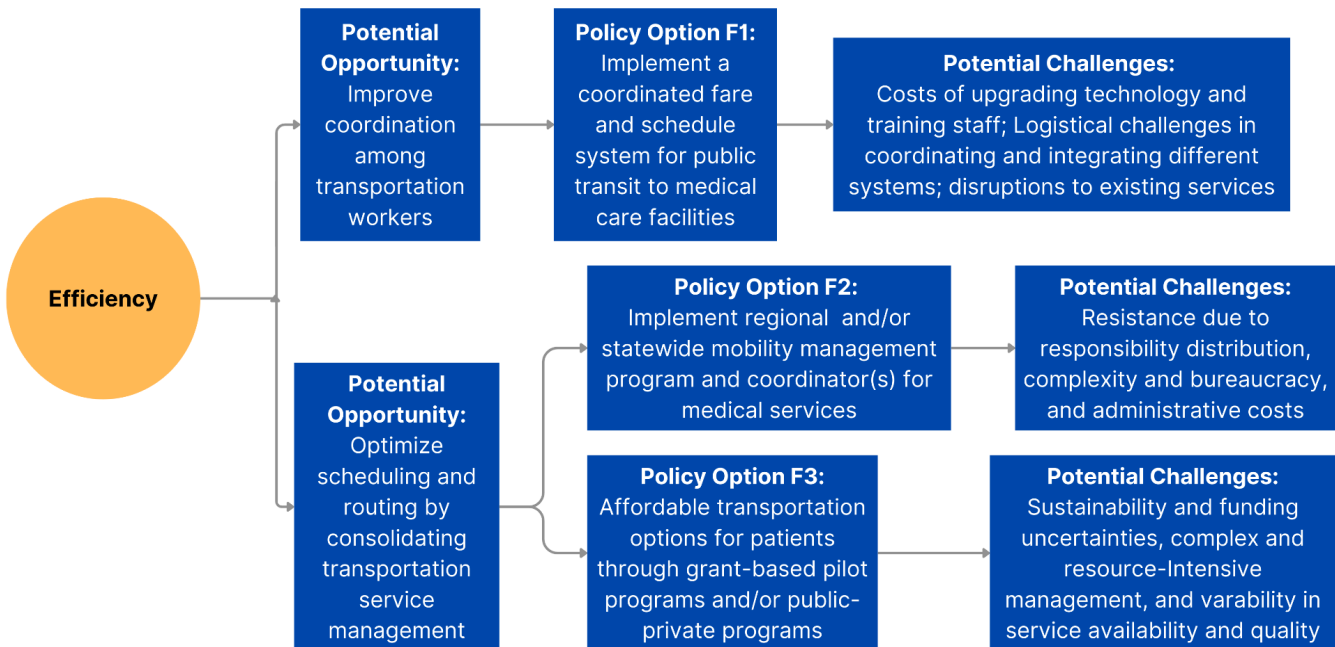 Efficiency
Potential
Opportunity:
Improve
coordination
among
transportation
workers
Policy Option F1:
Implement a
coordinated fare
and schedule
system for public
transit to medical
care facilities
Potential Challenges:
Costs of upgrading technology and
training staff; Logistical challenges in
coordinating and integrating different
systems; disruptions to existing services
Potential
Opportunity:
Optimize
scheduling and
routing by
consolidating
transportation
service
management
Policy Option F2:
Implement regional  and/or
statewide mobility management
program and coordinator(s) for
medical services
Potential Challenges:
Resistance due to
responsibility distribution,
complexity and bureaucracy,
and administrative costs
Policy Option F3:
Affordable transportation
options for patients
through grant-based pilot
programs and/or public-
private programs
Potential Challenges:
Sustainability and funding
uncertainties, complex and
resource-Intensive
management, and varability in
service availability and quality